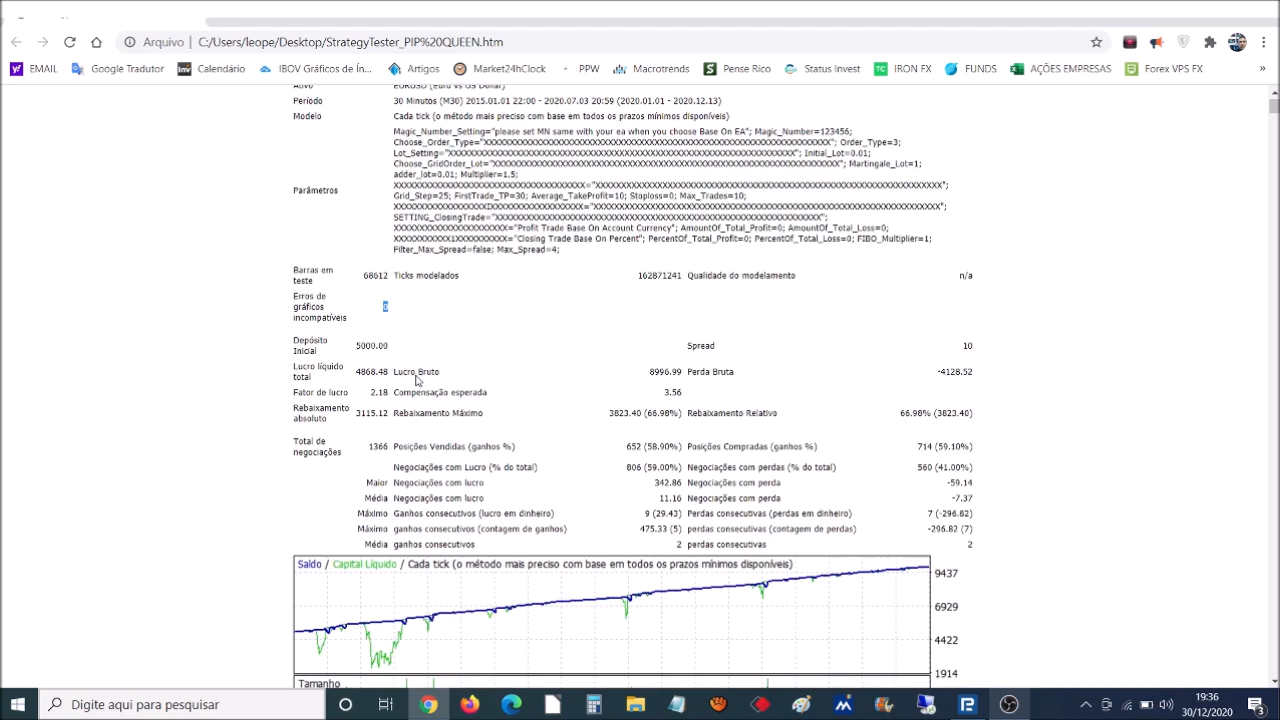 Arquivo | C:/Users/leope/Desktop/StrategyTester_PIP%20QUEEN.htm
EMAIL Google Tradutor Calendário IBOV Gráficos de Ín... Artigos Market24hClock PPW Macrotrends Pense Rico Status Invest IRON FX FUNDS AÇÕES EMPRESAS Forex VPS FX »
Ativo EURUSD (Euro vs US Dollar)
Período 30 Minutos (M30) 2015.01.01 22:00 - 2020.07.03 20:59 (2020.01.01 - 2020.12.13)
Modelo Cada tick (o método mais preciso com base em todos os prazos mínimos disponíveis)
Magic_Number_Setting="please set MN same with your ea when you choose Base On EA"; Magic_Number=123456;
Order_Type=3;
Initial_Lot=0.01;
Martingale_Lot=1;
adder_lot=0.01; Multiplier=1.5;
Parâmetros
Grid_Step=25; FirstTrade_TP=30; Average_TakeProfit=10; Stoploss=0; Max_Trades=10;
"Profit Trade Base On Account Currency"; AmountOf_Total_Profit=0; AmountOf_Total_Loss=0;
"Closing Trade Base On Percent"; PercentOf_Total_Profit=0; PercentOf_Total_Loss=0; FIBO_Multiplier=1;
Filter_Max_Spread=false; Max_Spread=4;
Barras em teste 68612 Ticks modelados 162871241 Qualidade do modelamento n/a
Erros de gráficos incompatíveis 0
Depósito Inicial 5000.00 Spread 10
Lucro líquido total 4868.48 Lucro Bruto 8996.99 Perda Bruta -4128.52
Fator de lucro 2.18 Compensação esperada 3.56
Rebaixamento absoluto 3115.12 Rebaixamento Máximo 3823.40 (66.98%) Rebaixamento Relativo 66.98% (3823.40)
Total de negociações 1366 Posições Vendidas (ganhos %) 652 (58.90%) Posições Compradas (ganhos %) 714 (59.10%)
Negociações com Lucro (% do total) 806 (59.00%) Negociações com perdas (% do total) 560 (41.00%)
Maior Negociações com lucro 342.86 Negociações com perda -59.14
Média Negociações com lucro 11.16 Negociações com perda -7.37
Máximo Ganhos consecutivos (lucro em dinheiro) 9 (29.43) Perdas consecutivas (perdas em dinheiro) 7 (-296.82)
Máximo ganhos consecutivos (contagem de ganhos) 475.33 (5) perdas consecutivas (contagem de perdas) -296.82 (7)
Média ganhos consecutivos 2 perdas consecutivas 2
Saldo / Capital Líquido / Cada tick (o método mais preciso com base em todos os prazos mínimos disponíveis)
9437
6929
4422
1914
Tamanho
Digite aqui para pesquisar
19:36
30/12/2020
3